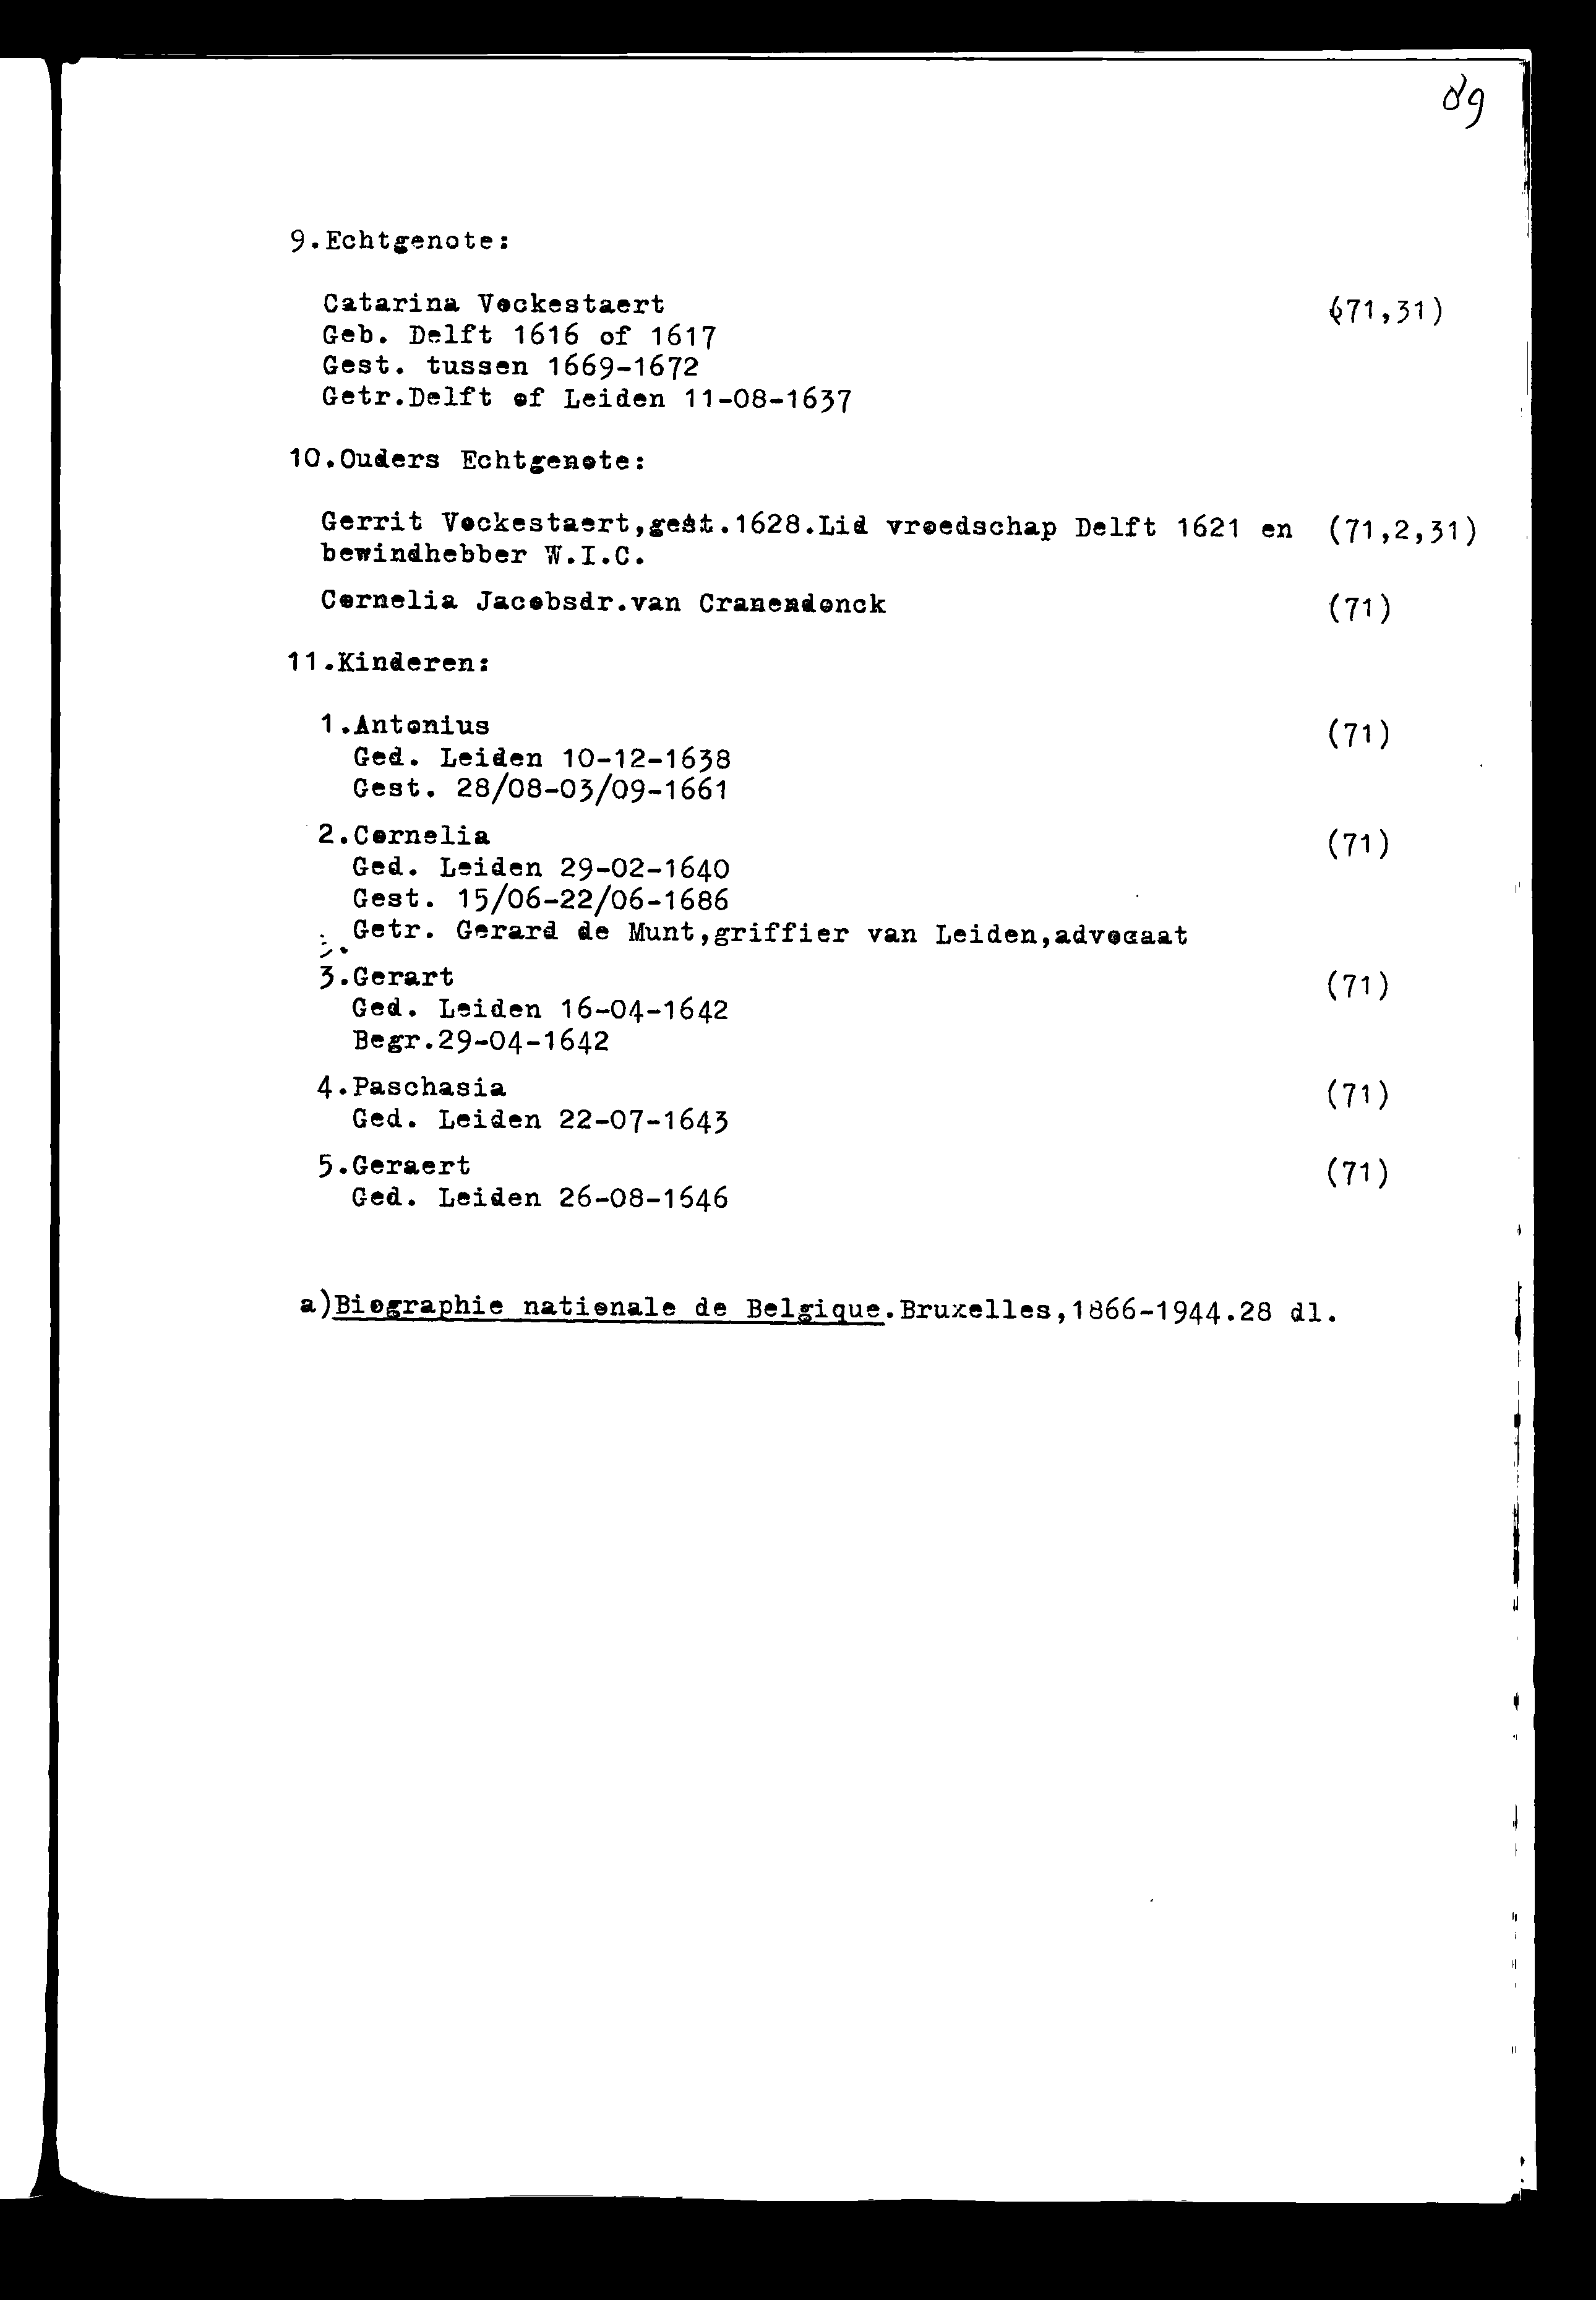 89
9.Echtgenote:
Catarina Vockestaert (71,31)
Geb. Delft 1616 of 1617
Gest. tussen 1669-1672
Getr.Delft of Leiden 11-08-1637
10.Ouders Echtgenote:
Gerrit Vockestaert,gest.1628.Lid vroedschap Delft 1621 en (71,2,31)
bewindhebber W.I.C.
Cornelia Jacobsdr.van Cranendonck (71)
11.Kinderen:
1.Antonius (71)
Ged. Leiden 10-12-1638
Gest. 28/08-03/09-1661
2.Cornelia (71)
Ged. Leiden 29-02-1640
Gest. 15/06-22/06-1686
Getr. Gerard de Munt,griffier van Leiden,advocaat
3.Gerart (71)
Ged. Leiden 16-04-1642
Begr.29-04-1642
4.Paschasia (71)
Ged. Leiden 22-07-1643
5.Geraert (71)
Ged. Leiden 26-08-1646
a)Biographie nationale de Belgique.Bruxelles,1866-1944.28 dl.